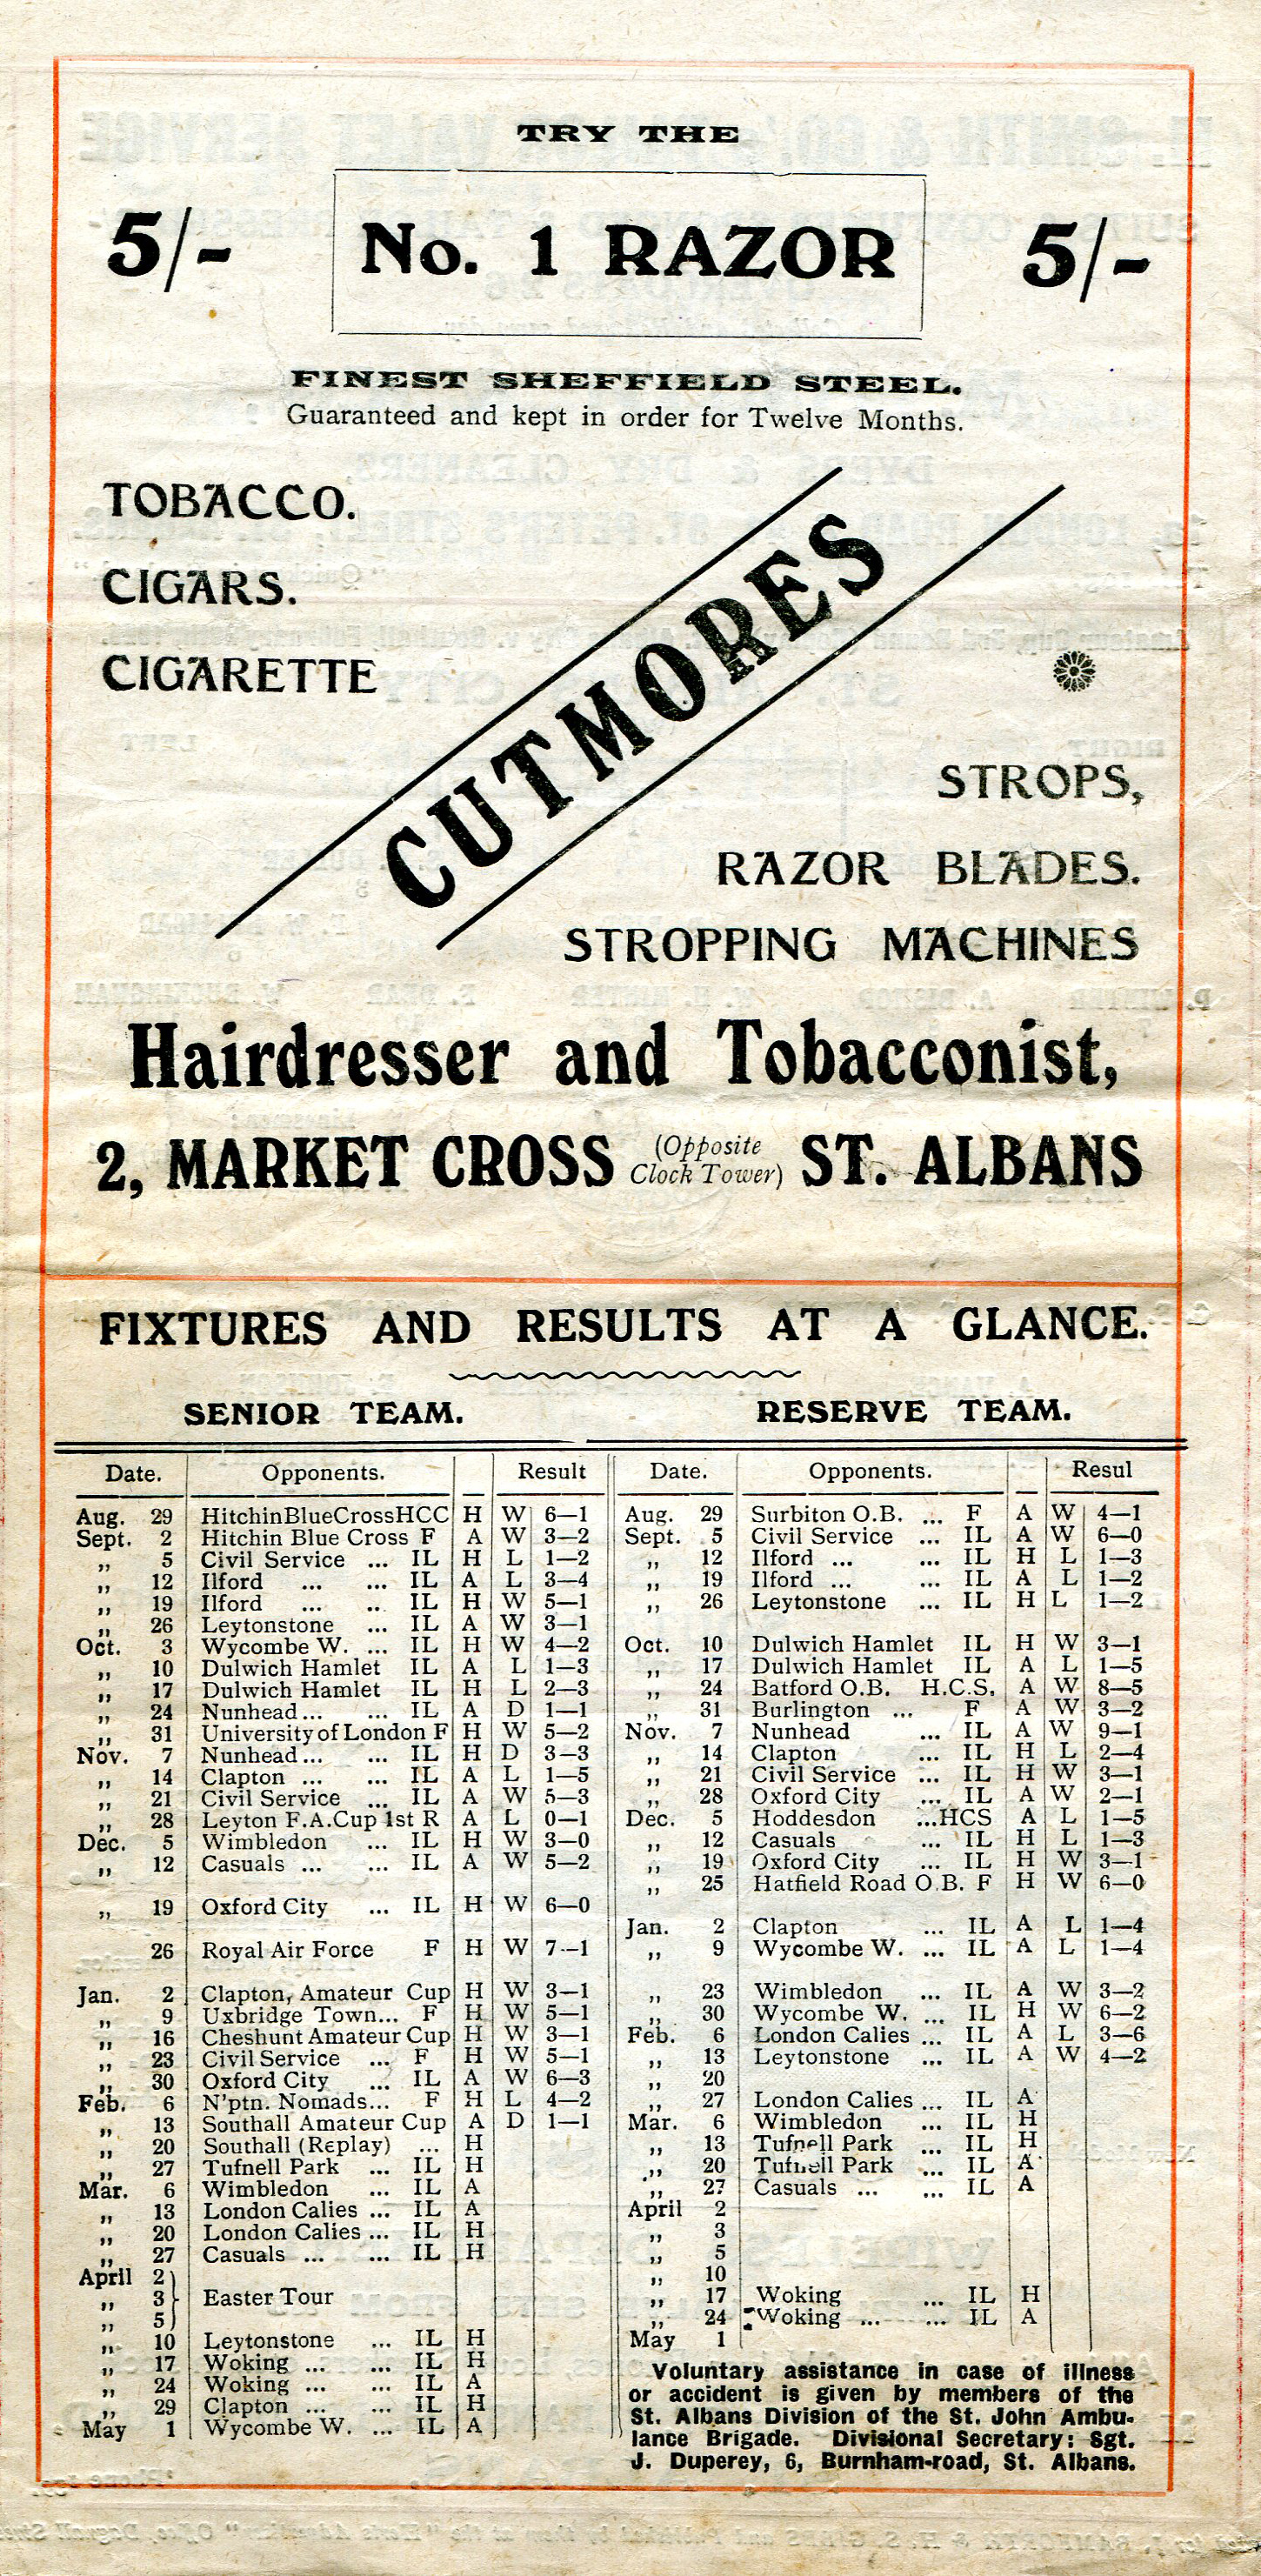 TRY THE
5/- No. 1 RAZOR 5/-
FINEST SHEFFIELD STEEL.
Guaranteed and kept in order for Twelve Months.
TOBACCO.
CIGARS.
CIGARETTE
CUTMORES
STROPS,
RAZOR BLADES.
STROPPING MACHINES
Hairdresser and Tobacconist,
2, MARKET CROSS (Opposite Clock Tower) ST. ALBANS
FIXTURES AND RESULTS AT A GLANCE.
SENIOR TEAM.
Date. Opponents. Result
Aug. 29 HitchinBlueCrossHCC H W 6—1
Sept. 2 Hitchin Blue Cross F A W 3—2
„ 5 Civil Service ... IL H L 1—2
„ 12 Ilford ... ... IL A L 3—4
„ 19 Ilford ... .. IL H W 5—1
„ 26 Leytonstone ... IL A W 3—1
Oct. 3 Wycombe W. ... IL H W 4—2
„ 10 Dulwich Hamlet IL A L 1—3
„ 17 Dulwich Hamlet IL H L 2—3
„ 24 Nunhead... ... IL A D 1—1
„ 31 University of London F H W 5—2
Nov. 7 Nunhead... ... IL H D 3—3
„ 14 Clapton ... ... IL A L 1—5
„ 21 Civil Service ... IL A W 5—3
„ 28 Leyton F.A.Cup 1st R A L 0—1
Dec. 5 Wimbledon ... IL H W 3—0
„ 12 Casuals ... ... IL A W 5—2
„ 19 Oxford City ... IL H W 6—0
26 Royal Air Force F H W 7—1
Jan. 2 Clapton, Amateur Cup H W 3—1
„ 9 Uxbridge Town... F H W 5—1
„ 16 Cheshunt Amateur Cup H W 3—1
„ 23 Civil Service ... F H W 5—1
„ 30 Oxford City ... IL A W 6—3
Feb. 6 N'ptn. Nomads... F H L 4—2
„ 13 Southall Amateur Cup A D 1—1
„ 20 Southall (Replay) ... H
„ 27 Tufnell Park ... IL H
Mar. 6 Wimbledon ... IL A
„ 13 London Calies ... IL A
„ 20 London Calies ... IL H
„ 27 Casuals ... ... IL H
April 2
„ 3 Easter Tour
„ 5
„ 10 Leytonstone ... IL H
„ 17 Woking ... ... IL H
„ 24 Woking ... ... IL A
„ 29 Clapton ... ... IL H
May 1 Wycombe W. ... IL A
RESERVE TEAM.
Date. Opponents. Resul
Aug. 29 Surbiton O.B. ... F A W 4—1
Sept. 5 Civil Service ... IL A W 6—0
„ 12 Ilford ... ... IL H L 1—3
„ 19 Ilford ... ... IL A L 1—2
„ 26 Leytonstone ... IL H L 1—2
Oct. 10 Dulwich Hamlet IL H W 3—1
„ 17 Dulwich Hamlet IL A L 1—5
„ 24 Batford O.B. H.C.S. A W 8—5
„ 31 Burlington ... F A W 3—2
Nov. 7 Nunhead ... IL A W 9—1
„ 14 Clapton ... IL H L 2—4
„ 21 Civil Service ... IL H W 3—1
„ 28 Oxford City ... IL A W 2—1
Dec. 5 Hoddesdon ...HCS A L 1—5
„ 12 Casuals ... IL H L 1—3
„ 19 Oxford City ... IL H W 3—1
„ 25 Hatfield Road O.B. F H W 6—0
Jan. 2 Clapton ... IL A L 1—4
„ 9 Wycombe W. ... IL A L 1—4
„ 23 Wimbledon ... IL A W 3—2
„ 30 Wycombe W. ... IL H W 6—2
Feb. 6 London Calies ... IL A L 3—6
„ 13 Leytonstone ... IL A W 4—2
„ 20
„ 27 London Calies ... IL A
Mar. 6 Wimbledon ... IL H
„ 13 Tufnell Park ... IL H
„ 20 Tufnell Park ... IL A
„ 27 Casuals ... ... IL A
April 2
„ 3
„ 5
„ 10
„ 17 Woking ... IL H
„ 24 Woking ... ... IL A
May 1
Voluntary assistance in case of illness
or accident is given by members of the
St. Albans Division of the St. John Ambu-
lance Brigade. Divisional Secretary: Sgt.
J. Duperey, 6, Burnham-road, St. Albans.